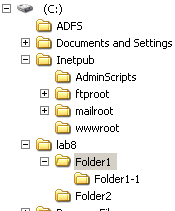 (C:)
ADFS
Documents and Settings
Inetpub
AdminScripts
ftproot
mailroot
wwwroot
lab8
Folder1
Folder1-1
Folder2